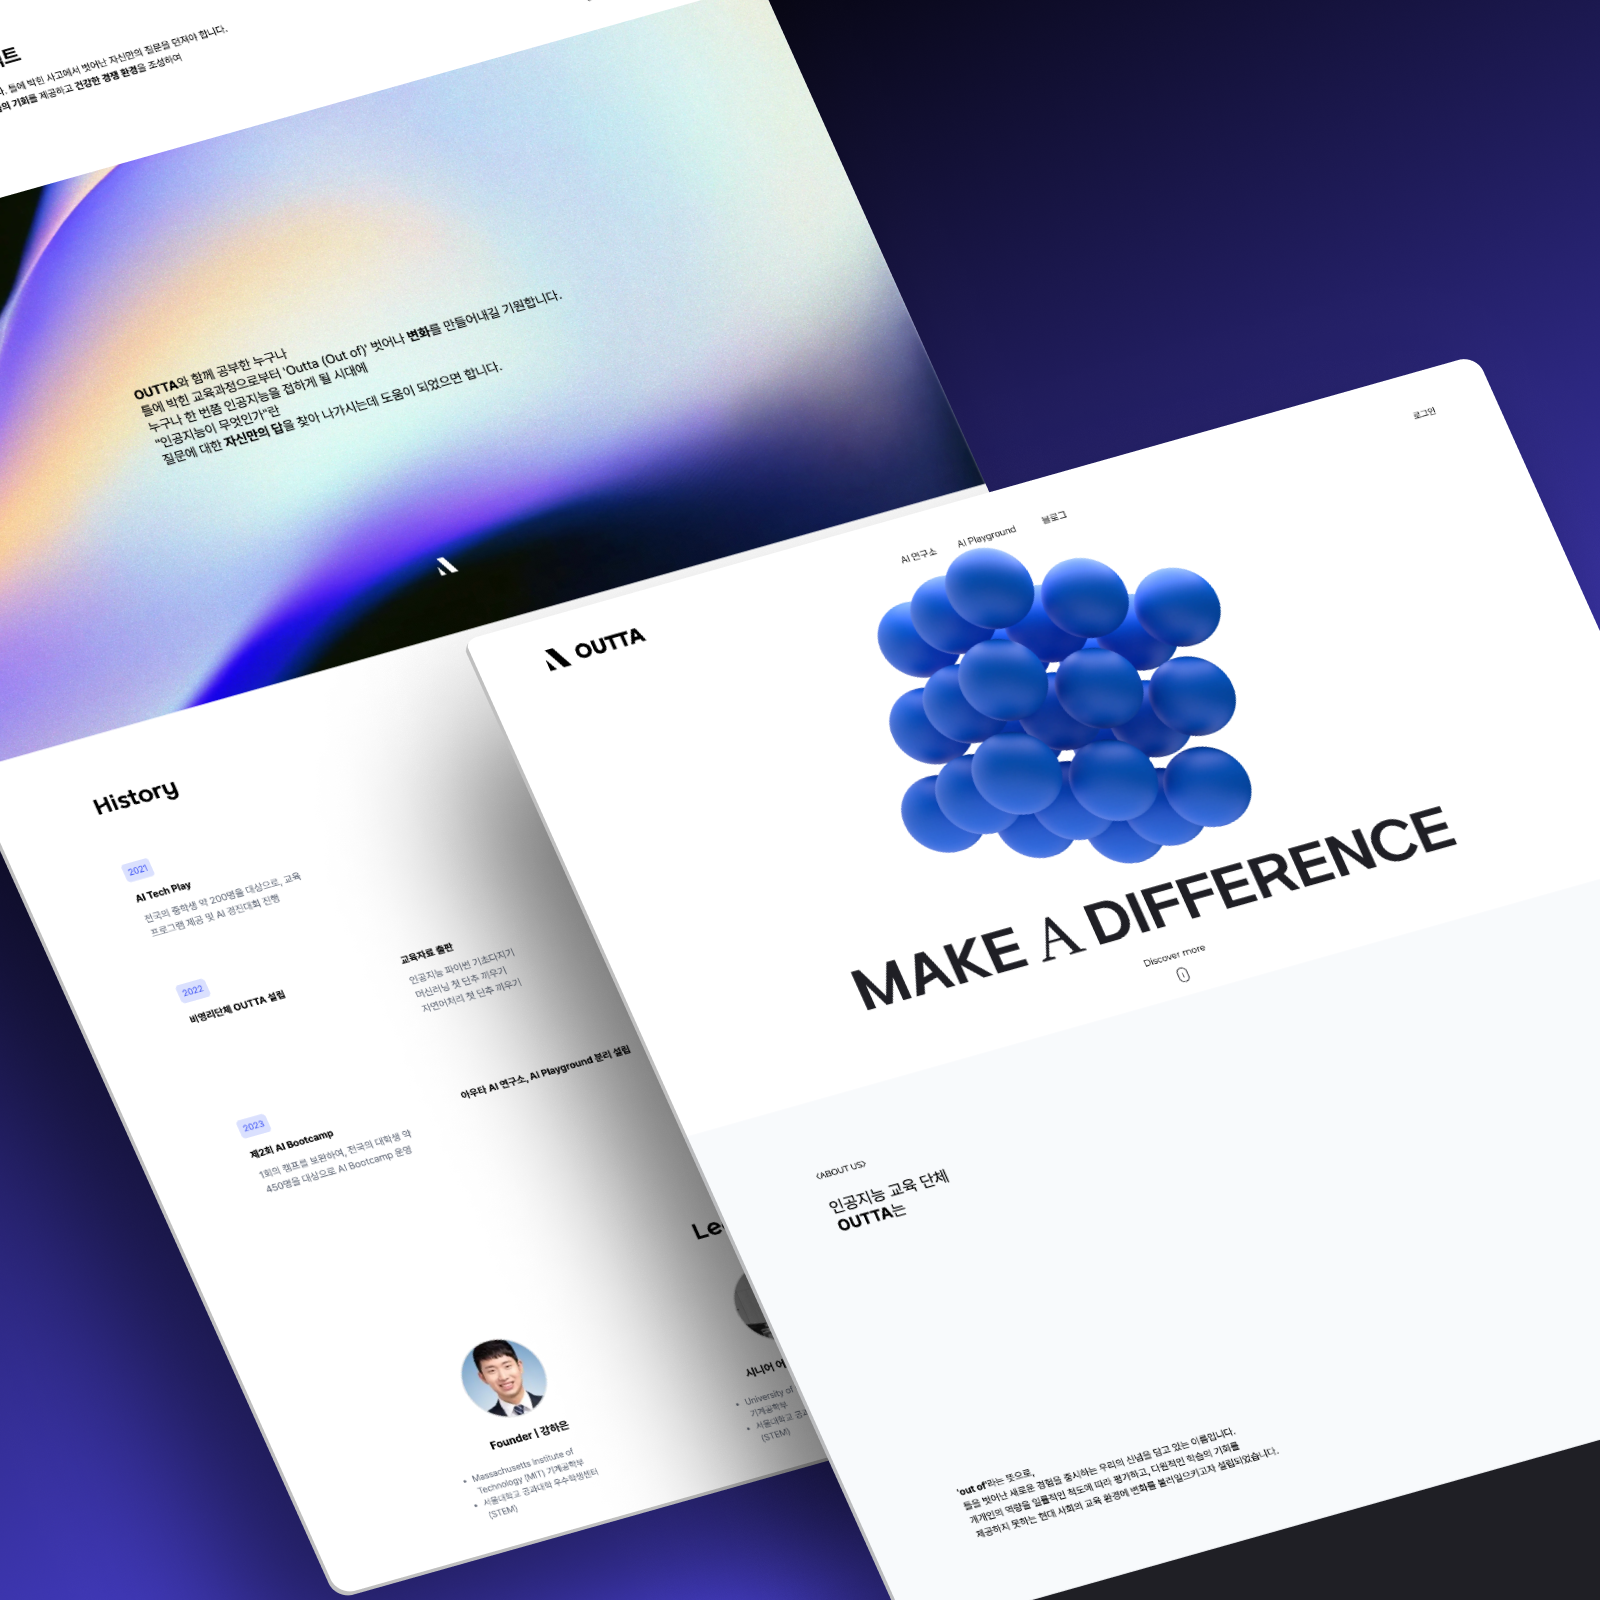 트
다. 틀에 박힌 사고에서 벗어난 자신만의 질문을 던져야 합니다.
의 기회를 제공하고 건강한 경쟁 환경을 조성하여
OUTTA와 함께 공부한 누구나
틀에 박힌 교육과정으로부터 'Outta (Out of)' 벗어나 변화를 만들어내길 기원합니다.
누구나 한 번쯤 인공지능을 접하게 될 시대에
"인공지능이 무엇인가"란
질문에 대한 자신만의 답을 찾아 나가시는데 도움이 되었으면 합니다.
History
2021
AI Tech Play
전국의 중학생 약 200명을 대상으로, 교육
프로그램 제공 및 AI 경진대회 진행
2022
비영리단체 OUTTA 설립
교육자료 출판
인공지능 파이썬 기초다지기
머신러닝 첫 단추 끼우기
자연어처리 첫 단추 끼우기
아우타 AI 연구소, AI Playground 분리 설립
2023
제2회 AI Bootcamp
1회의 캠프를 보완하여, 전국의 대학생 약
450명을 대상으로 AI Bootcamp 운영
Le
Founder | 강하은
Massachusetts Institute of
Technology (MIT) 기계공학부
서울대학교 공과대학 우수학생센터
(STEM)
시니어 어
University of
기계공학부
서울대학교 공과
(STEM)
로그인
AI 연구소
AI Playground
블로그
OUTTA
MAKE A DIFFERENCE
Discover more
<ABOUT US>
인공지능 교육 단체
OUTTA는
'out of'라는 뜻으로,
틀을 벗어난 새로운 경험을 중시하는 우리의 신념을 담고 있는 이름입니다.
개개인의 역량을 일률적인 척도에 따라 평가하고, 다원적인 학습의 기회를
제공하지 못하는 현대 사회의 교육 환경에 변화를 불러일으키고자 설립되었습니다.